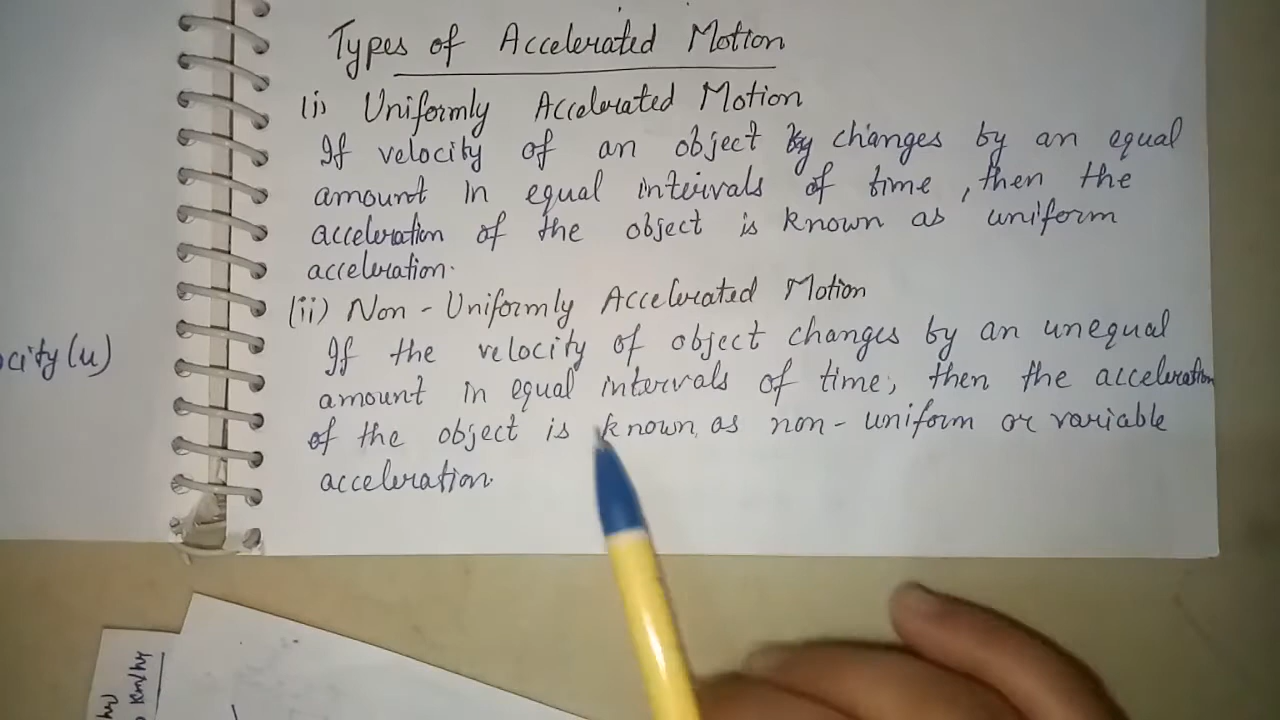 Types of Accelerated Motion
(i) Uniformly Accelerated Motion
If velocity of an object by changes by an equal
amount in equal intervals of time, then the
acceleration of the object is known as uniform
acceleration.
(ii) Non - Uniformly Accelerated Motion
If the velocity of object changes by an unequal
amount in equal intervals of time, then the acceleration
of the object is known as non - uniform or variable
acceleration.
ocity (u)
km/hr